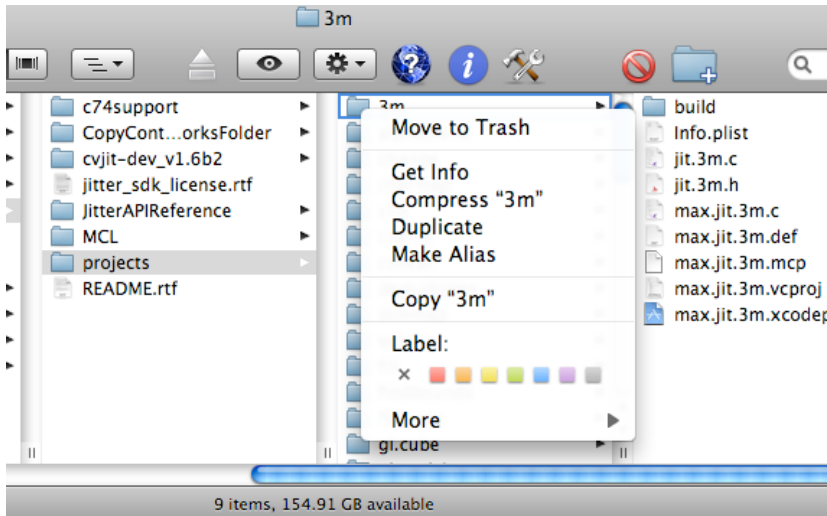 3m
c74support
CopyCont...orksFolder
cvjit-dev_v1.6b2
jitter_sdk_license.rtf
JitterAPIReference
MCL
projects
README.rtf
3m
Move to Trash
Get Info
Compress “3m”
Duplicate
Make Alias
Copy “3m”
Label:
More
gl.cube
build
Info.plist
jit.3m.c
jit.3m.h
max.jit.3m.c
max.jit.3m.def
max.jit.3m.mcp
max.jit.3m.vcproj
max.jit.3m.xcodep
9 items, 154.91 GB available